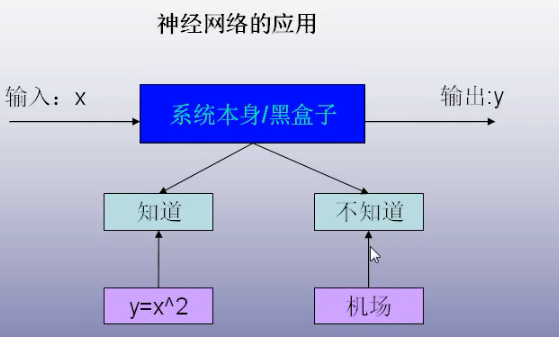 神经网络的应用
输入：x
系统本身/黑盒子
输出:y
知道
不知道
y=x^2
机场